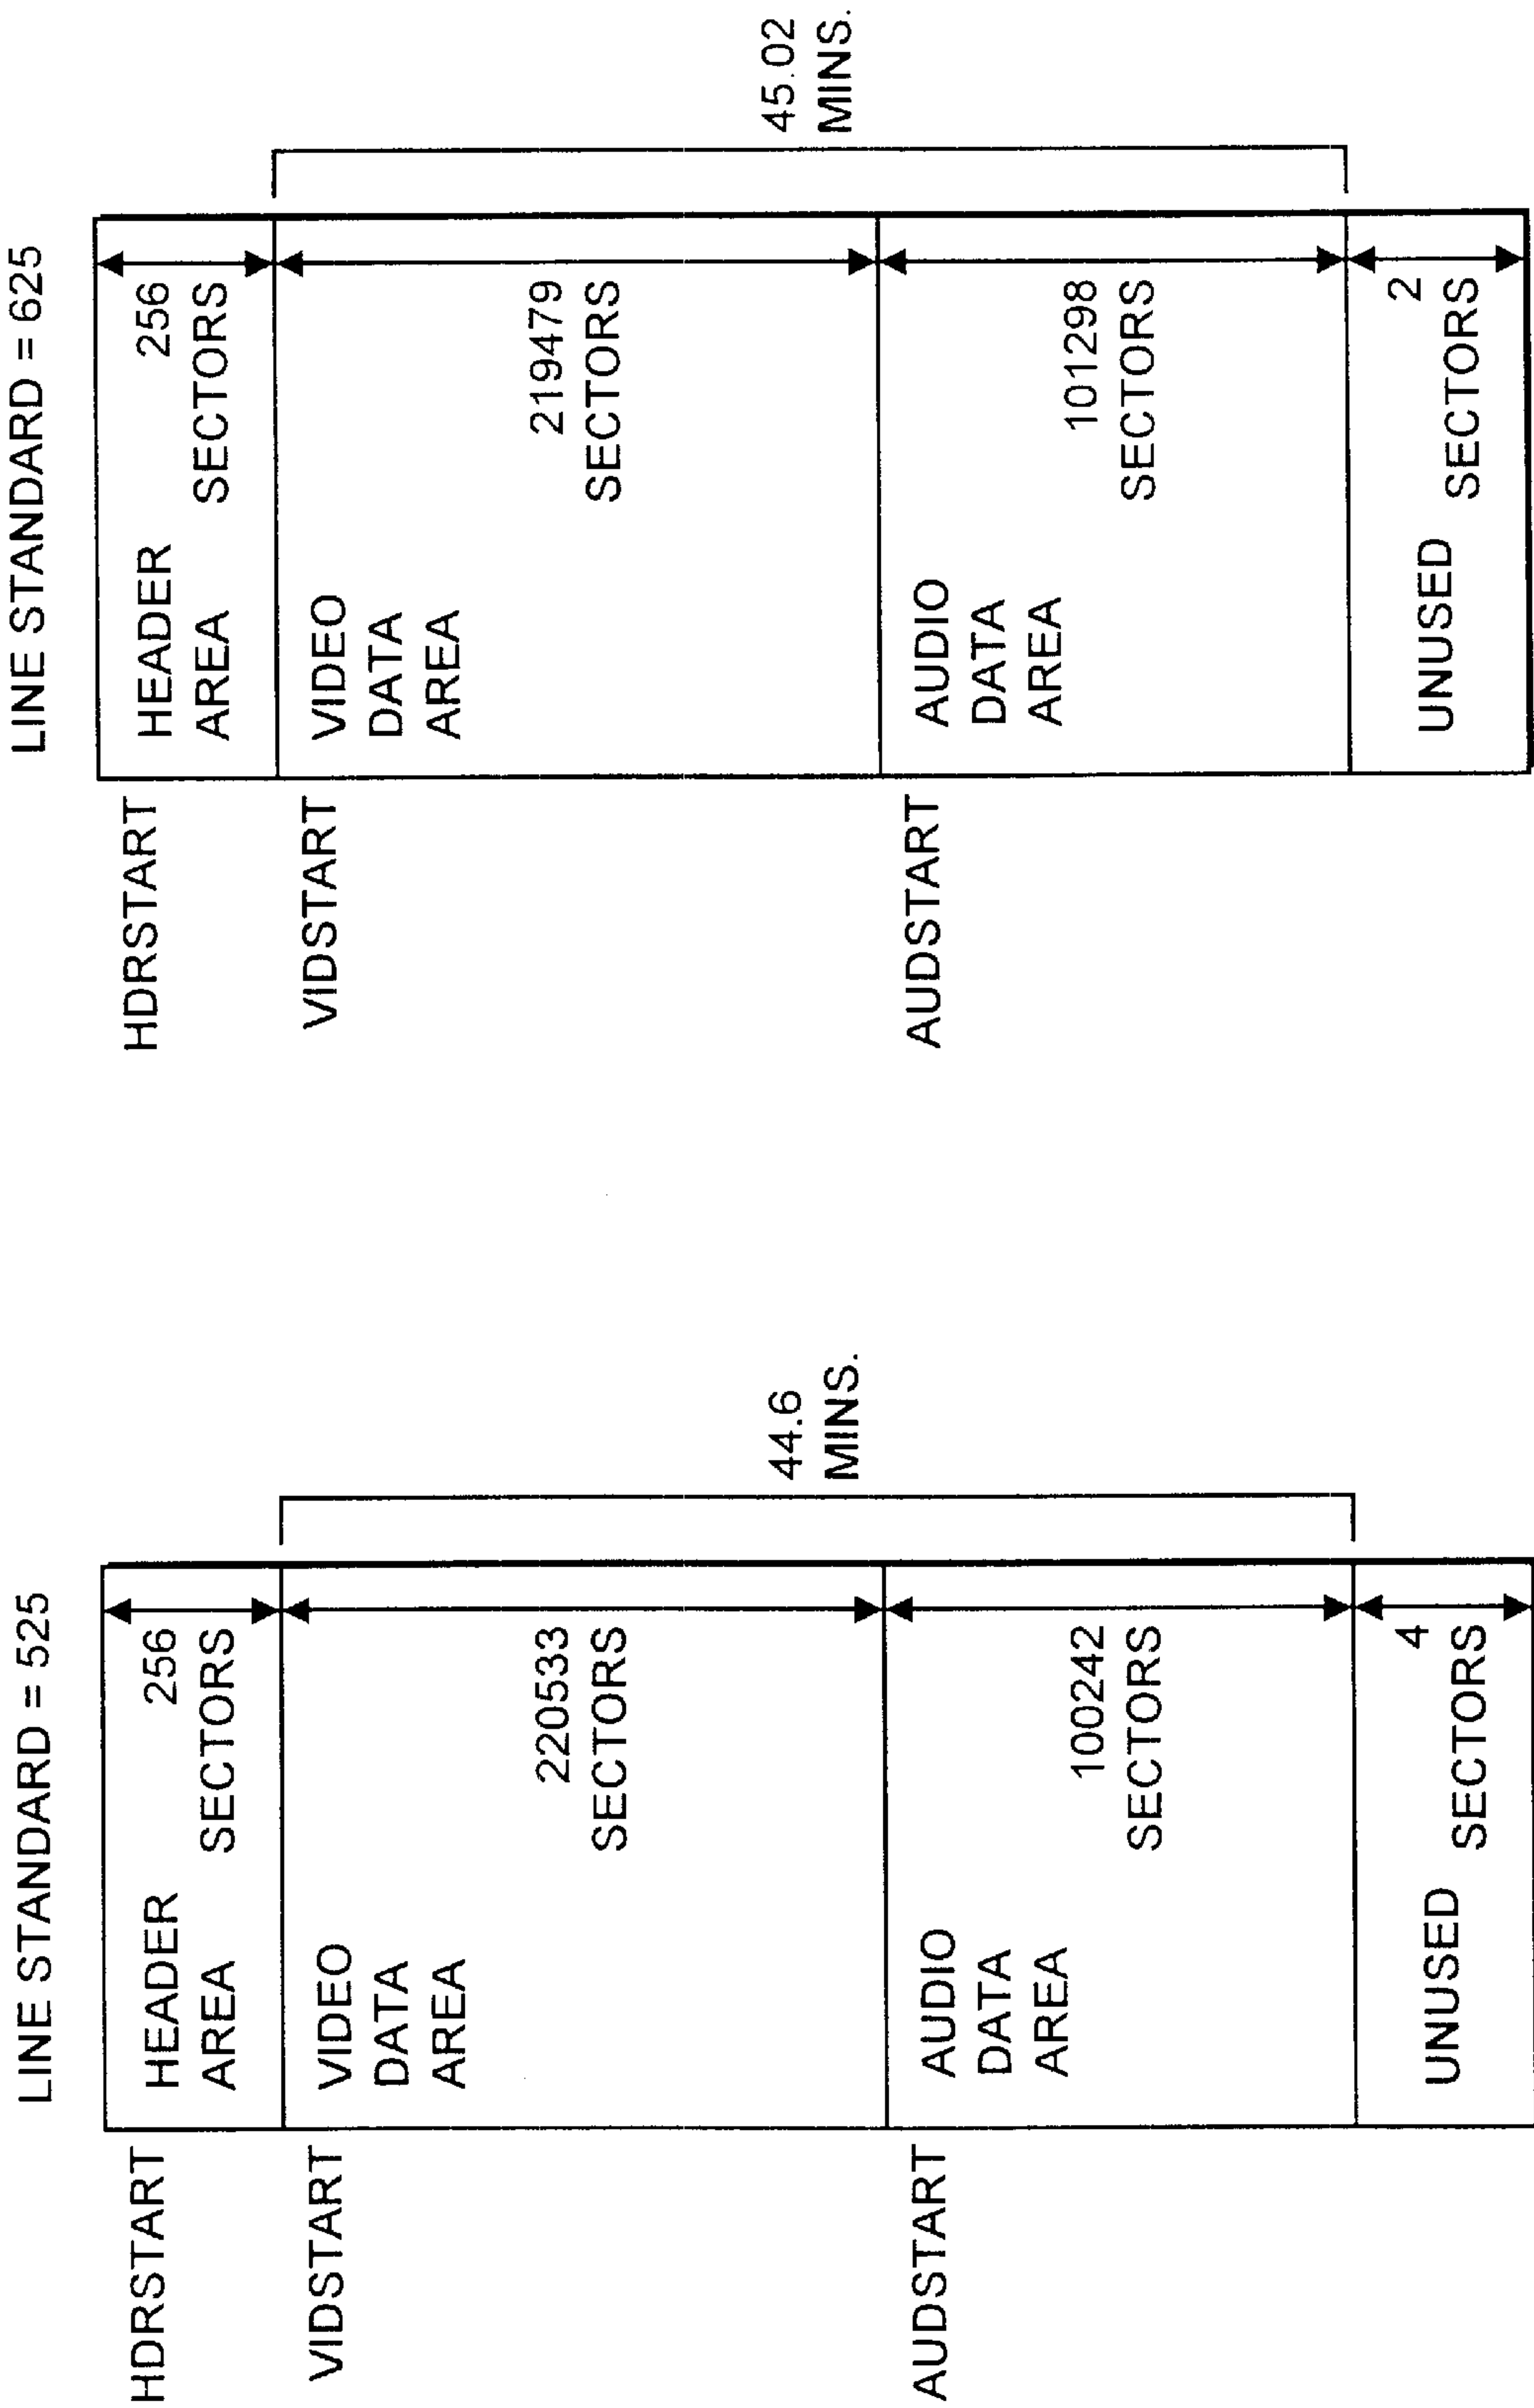 LINE STANDARD = 525
HDRSTART
HEADER 256
AREA SECTORS
VIDSTART
VIDEO
DATA
AREA
220533
SECTORS
44.6
MINS.
AUDSTART
AUDIO
DATA
AREA
100242
SECTORS
UNUSED 4
SECTORS
LINE STANDARD = 625
HDRSTART
HEADER 256
AREA SECTORS
VIDSTART
VIDEO
DATA
AREA
219479
SECTORS
45.02
MINS.
AUDSTART
AUDIO
DATA
AREA
101298
SECTORS
UNUSED 2
SECTORS